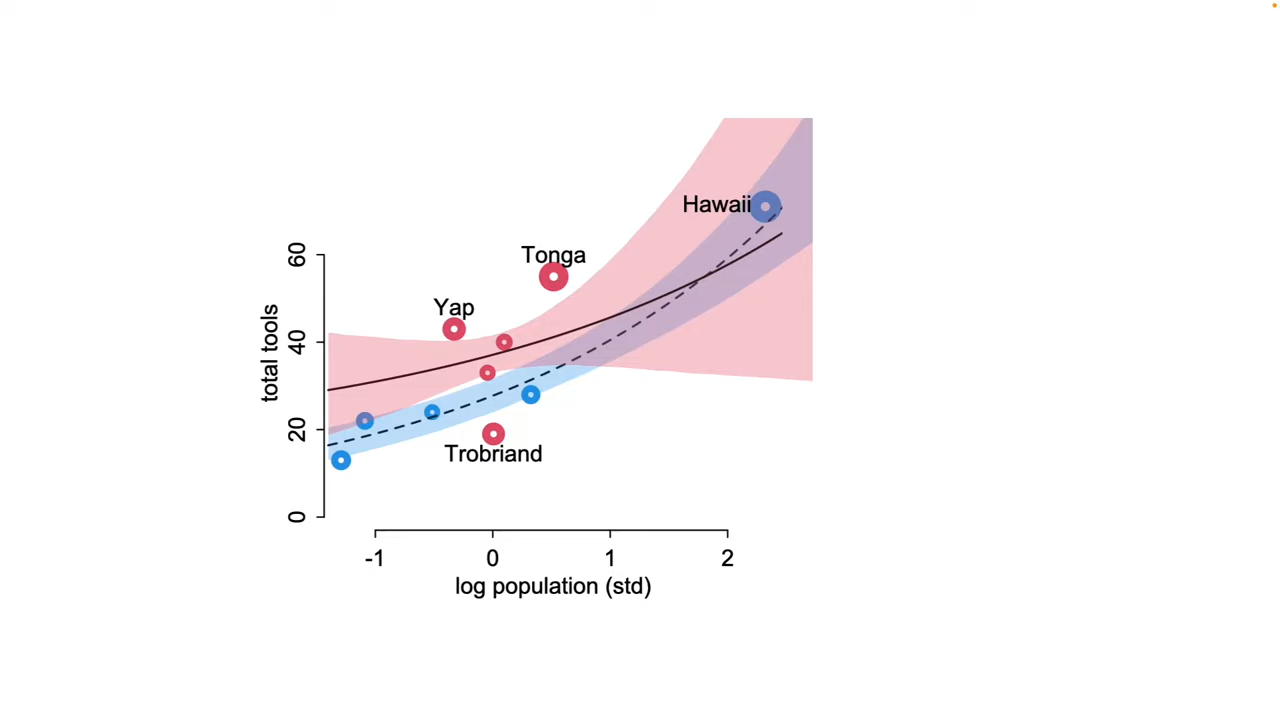 Hawaii
Tonga
Yap
Trobriand
total tools
60
40
20
0
-1 0 1 2
log population (std)